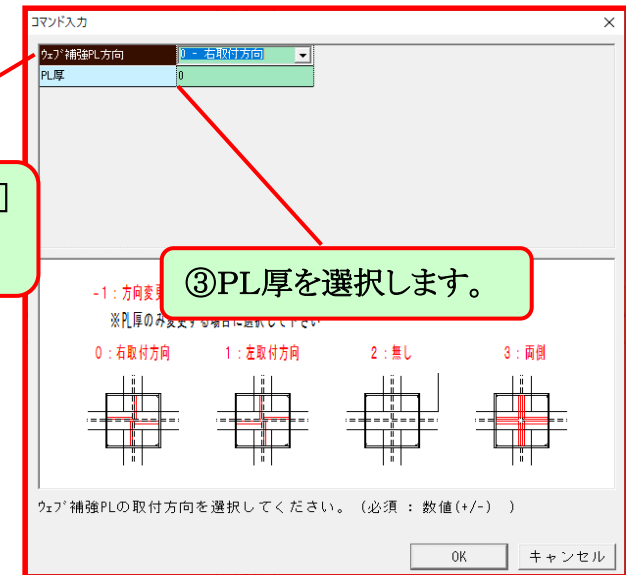 コマンド入力
ｳｪﾌﾞ補強PL方向 0 - 右取付方向
PL厚 0
]
③PL厚を選択します。
-1：方向変更
※PL厚のみ変更する場合に選択して下さい
0：右取付方向 1：左取付方向 2：無し 3：両側
ｳｪﾌﾞ補強PLの取付方向を選択してください。（必須 : 数値(+/-) ）
OK キャンセル